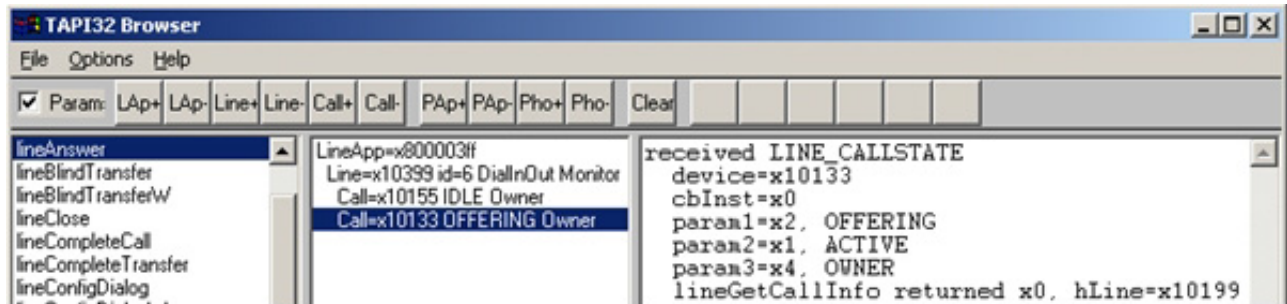 TAPI32 Browser
File Options Help
Param: LAp+ LAp- Line+ Line- Call+ Call- PAp+ PAp- Pho+ Pho- Clear
lineAnswer
lineBlindTransfer
lineBlindTransferW
lineClose
lineCompleteCall
lineCompleteTransfer
lineConfigDialog
LineApp=x800003ff
Line=x10399 id=6 DialInOut Monitor
Call=x10155 IDLE Owner
Call=x10133 OFFERING Owner
received LINE_CALLSTATE
device=x10133
cbInst=x0
param1=x2, OFFERING
param2=x1, ACTIVE
param3=x4, OWNER
lineGetCallInfo returned x0, hLine=x10199